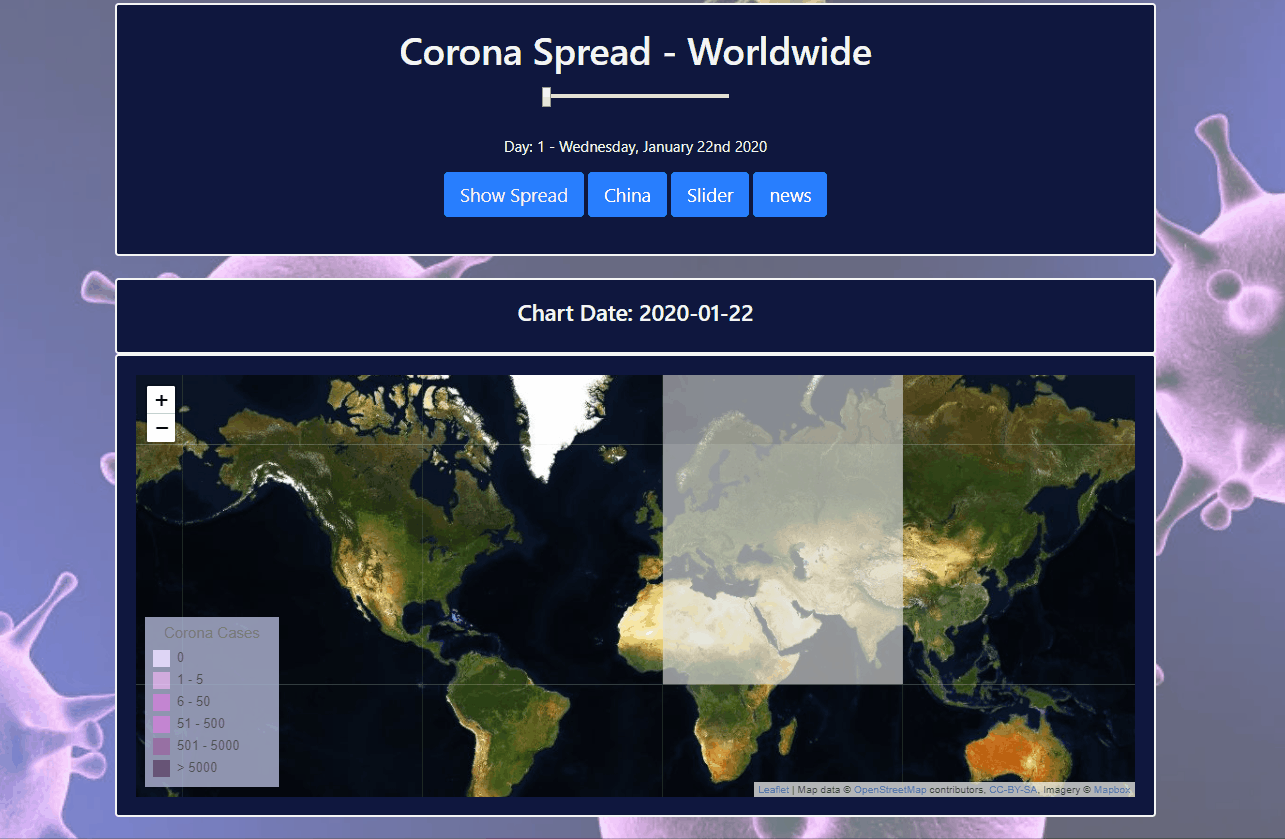 Corona Spread - Worldwide
Day: 1 - Wednesday, January 22nd 2020
Show Spread China Slider news
Chart Date: 2020-01-22
+
−
Corona Cases
0
1 - 5
6 - 50
51 - 500
501 - 5000
> 5000
Leaflet | Map data © OpenStreetMap contributors, CC-BY-SA, Imagery © Mapbox